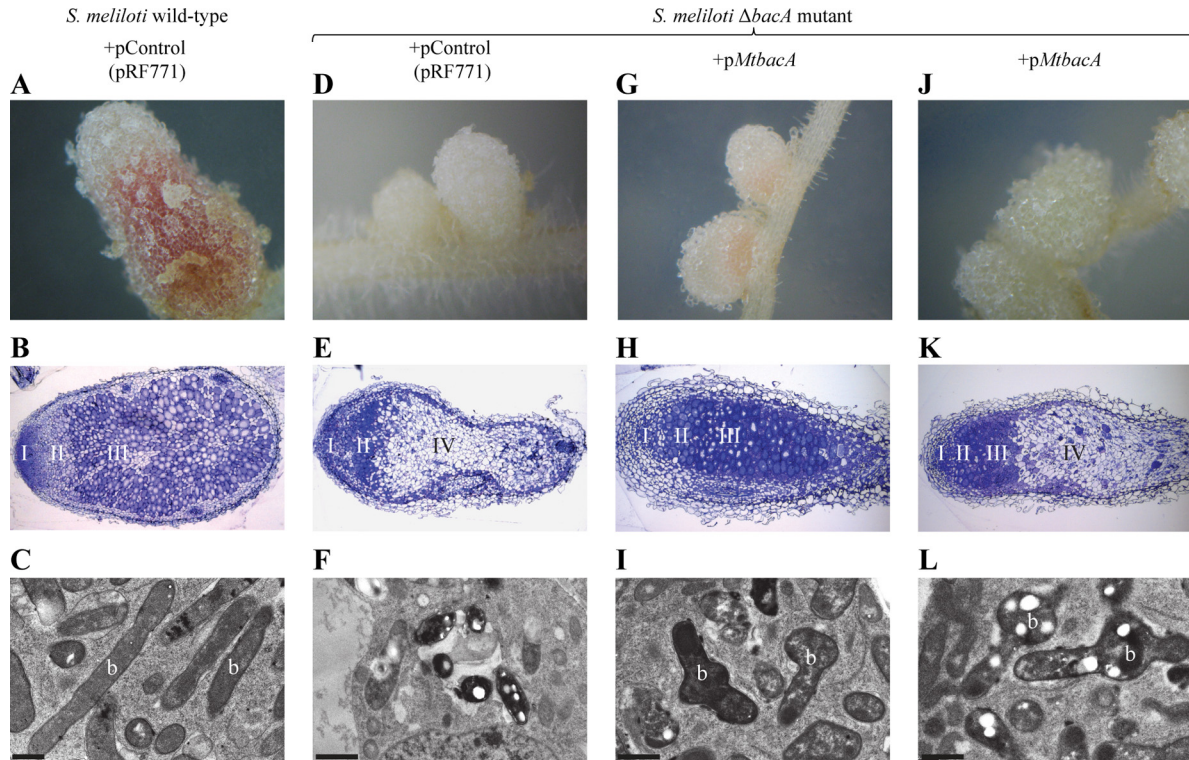 S. meliloti wild-type
S. meliloti ΔbacA mutant
+pControl
(pRF771)
+pControl
(pRF771)
+pMtbacA
+pMtbacA
A
D
G
J
B
E
H
K
I II III
I II IV
I II III
I II III IV
C
F
I
L
b b
b b
b b